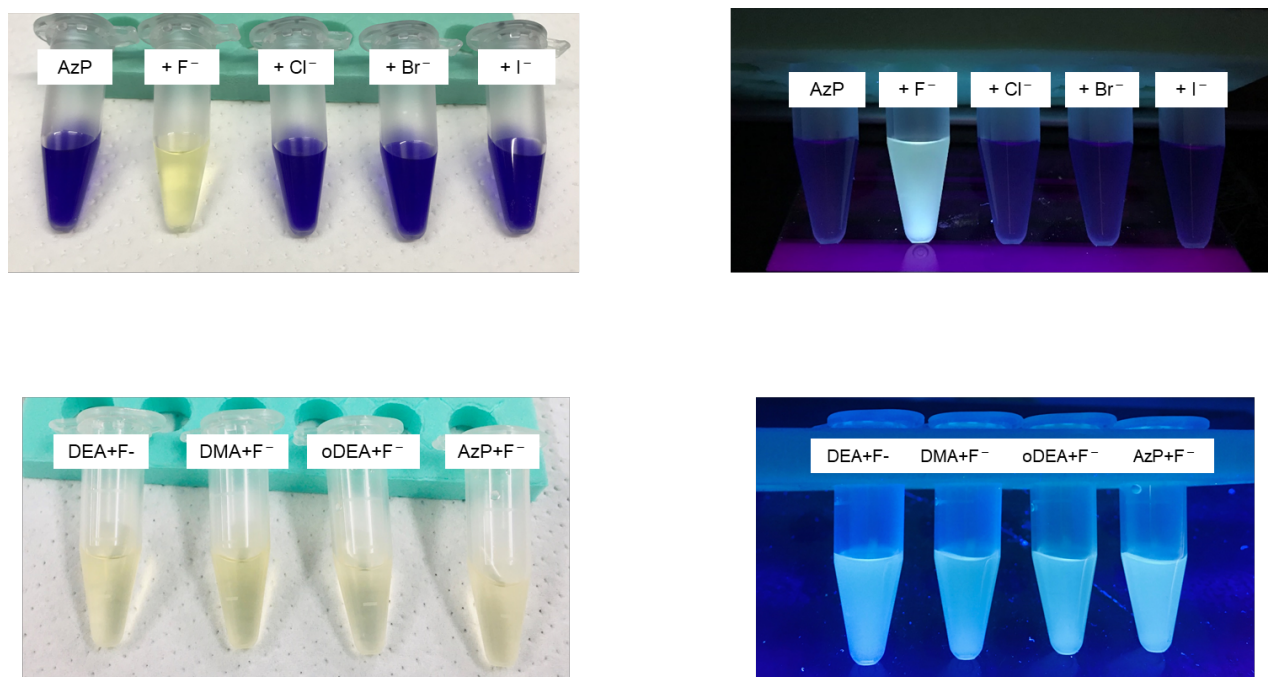 AzP + F⁻ + Cl⁻ + Br⁻ + I⁻
AzP + F⁻ + Cl⁻ + Br⁻ + I⁻
DEA+F- DMA+F⁻ oDEA+F⁻ AzP+F⁻
DEA+F- DMA+F⁻ oDEA+F⁻ AzP+F⁻